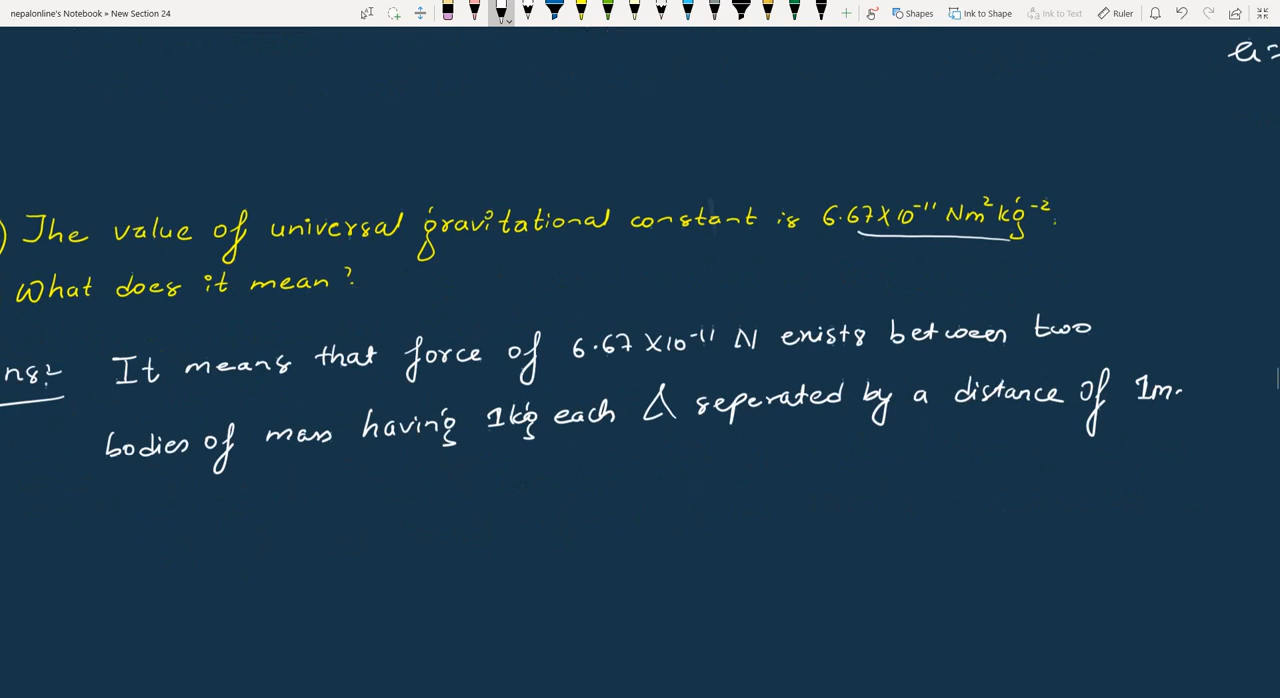 nepalonline's Notebook » New Section 24
Shapes Ink to Shape Ink to Text Ruler
) The value of universal gravitational constant is 6.67×10⁻¹¹ Nm²kg⁻².
What does it mean?
ns:- It means that force of 6.67×10⁻¹¹ N exists between two
bodies of mass having 1kg each & seperated by a distance of 1m.